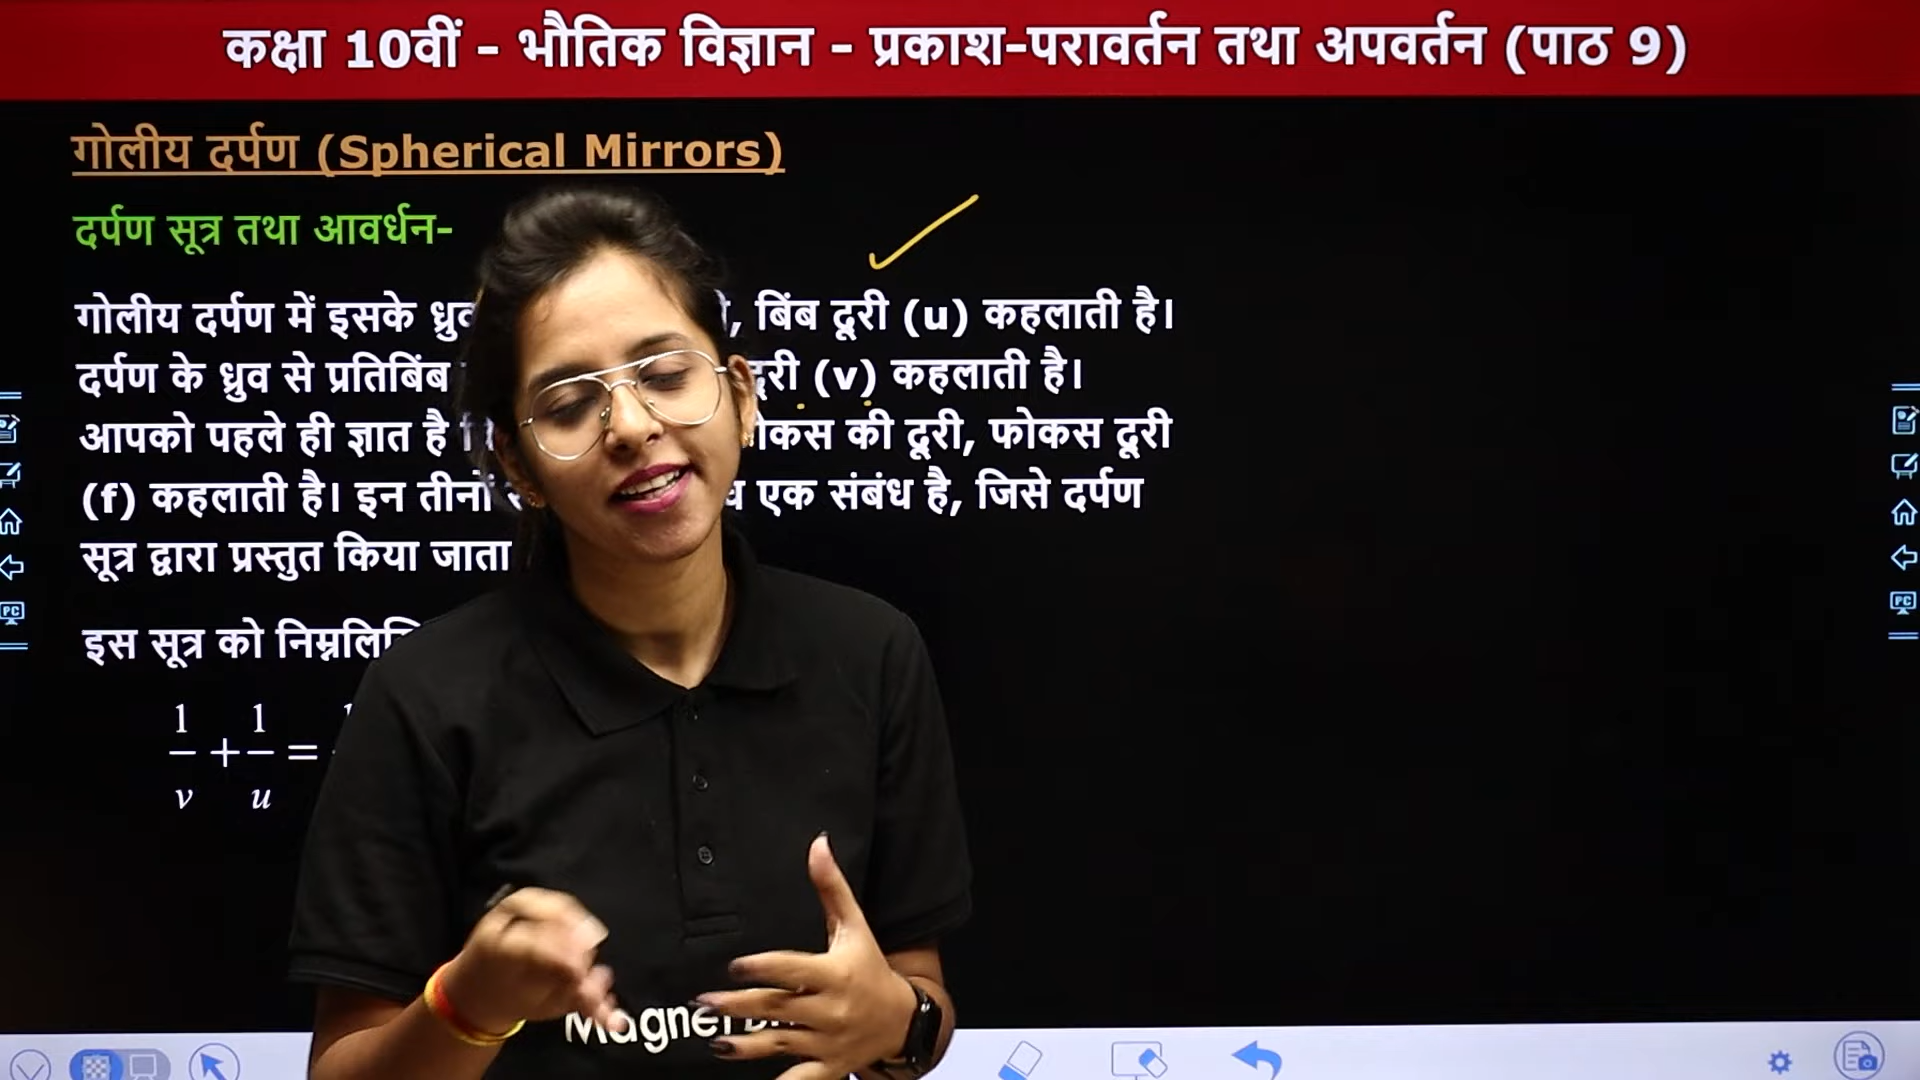 कक्षा 10वीं - भौतिक विज्ञान - प्रकाश-परावर्तन तथा अपवर्तन (पाठ 9)
गोलीय दर्पण (Spherical Mirrors)
दर्पण सूत्र तथा आवर्धन-
गोलीय दर्पण में इसके बिंब दूरी (u) कहलाती है।
दर्पण के ध्रुव से प्रतिबिंब (v) कहलाती है।
आपको पहले ही ज्ञात है की दूरी, फोकस दूरी
(f) कहलाती है। इन तीनों एक संबंध है, जिसे दर्पण
सूत्र द्वारा प्रस्तुत किया जाता
इस सूत्र को
1/v + 1/u =
PC
PC